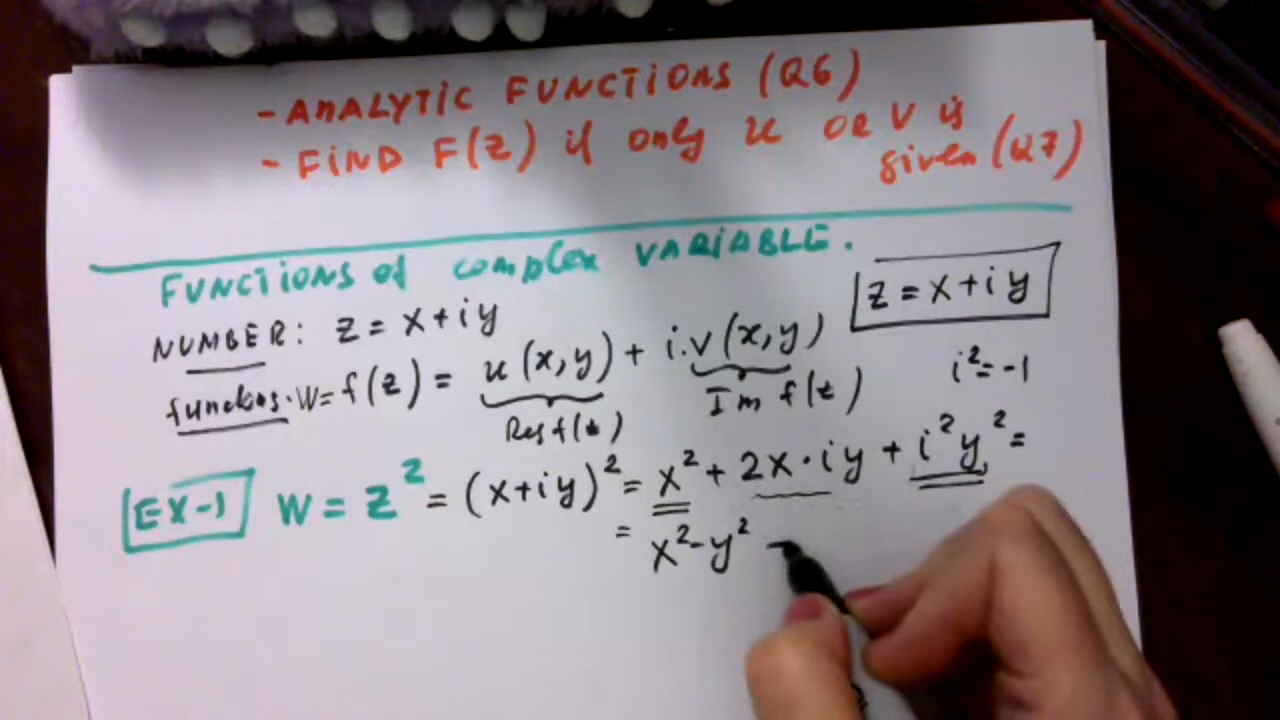 - ANALYTIC FUNCTIONS (Q6)
- FIND F(Z) if only u OR V is
given (Q7)
FUNCTIONS of complex VARIABLE.
NUMBER: Z = X+iy
Z = X+iy
function. W= f(Z) = u(x,y) + i.v(x,y)
i²=-1
Re f(z) Im f(z)
EX-1 W = Z² = (x+iy)² = x² + 2x·iy + i²y² =
= x²-y²